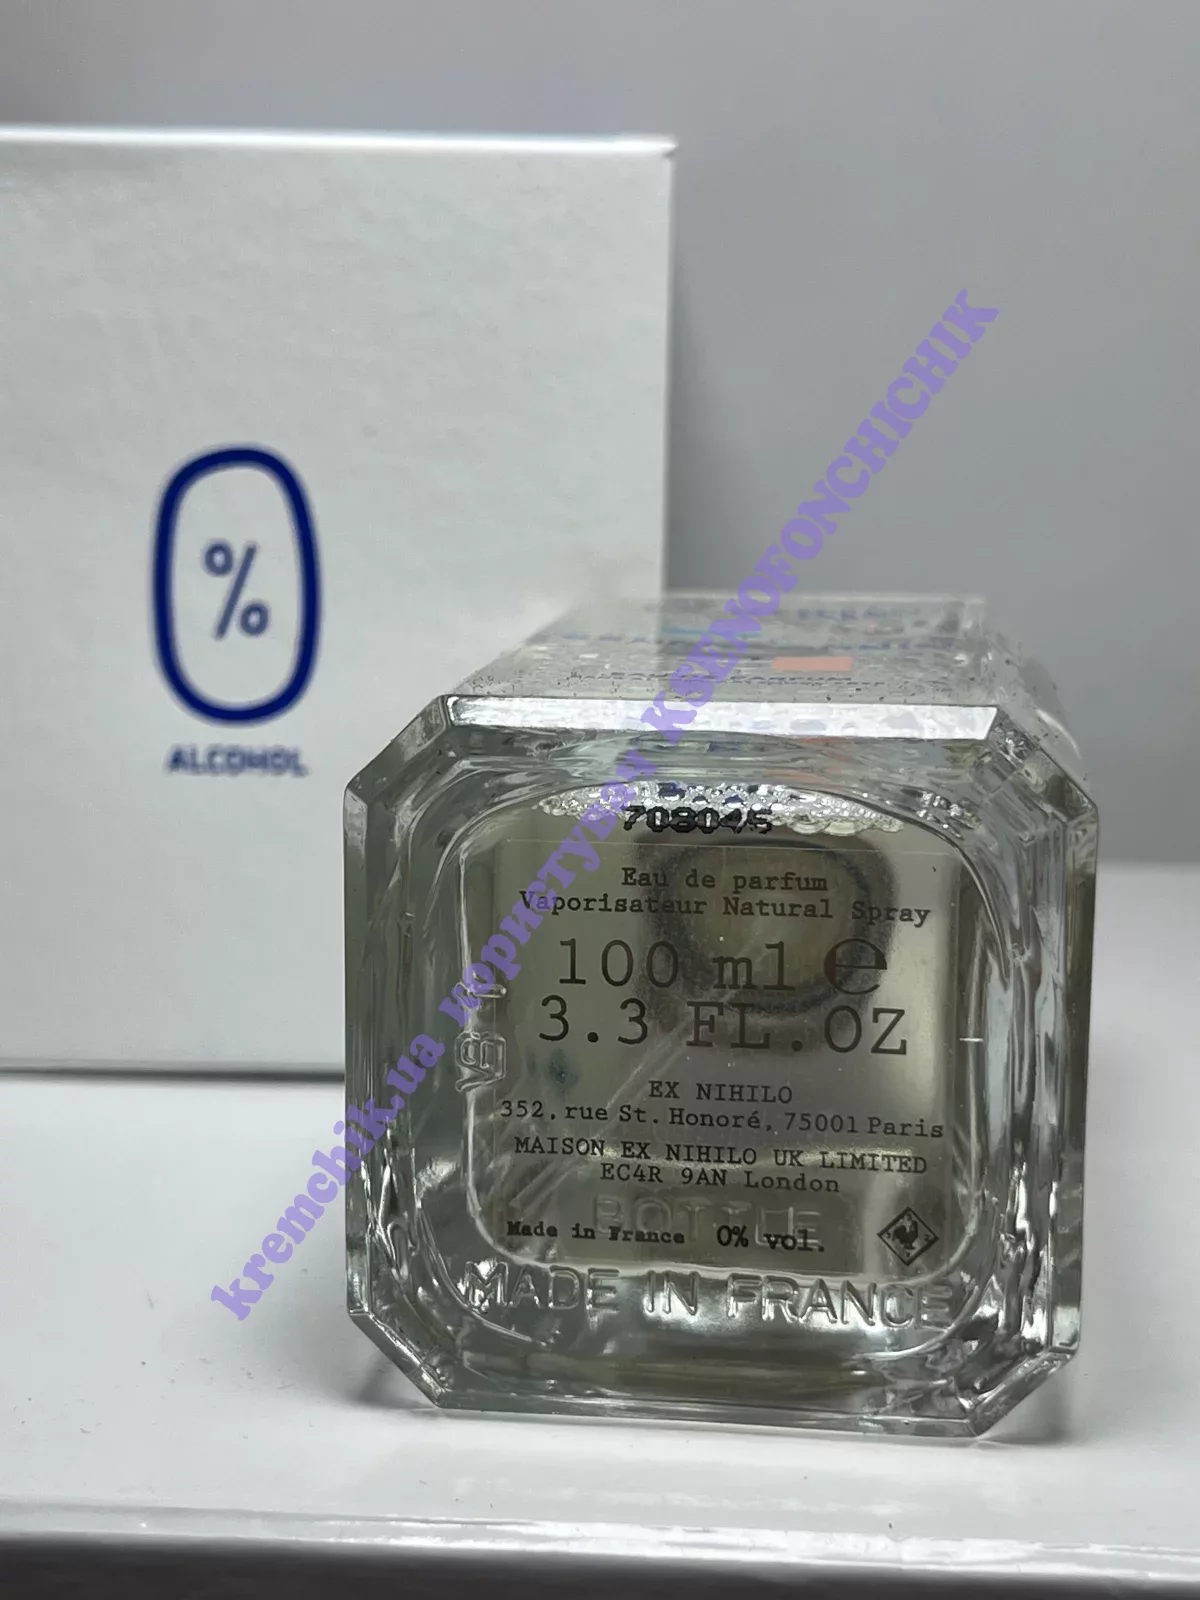 %
ALCOHOL
PARFUM
708045
Eau de parfum
Vaporisateur Natural Spray
100 ml e
3.3 FL.OZ
EX NIHILO
352, rue St. Honoré, 75001 Paris
MAISON EX NIHILO UK LIMITED
EC4R 9AN London
BOTTLE
Made in France 0% vol.
MADE IN FRANCE
kremchik.ua користувач KSENOFONCHICHIK